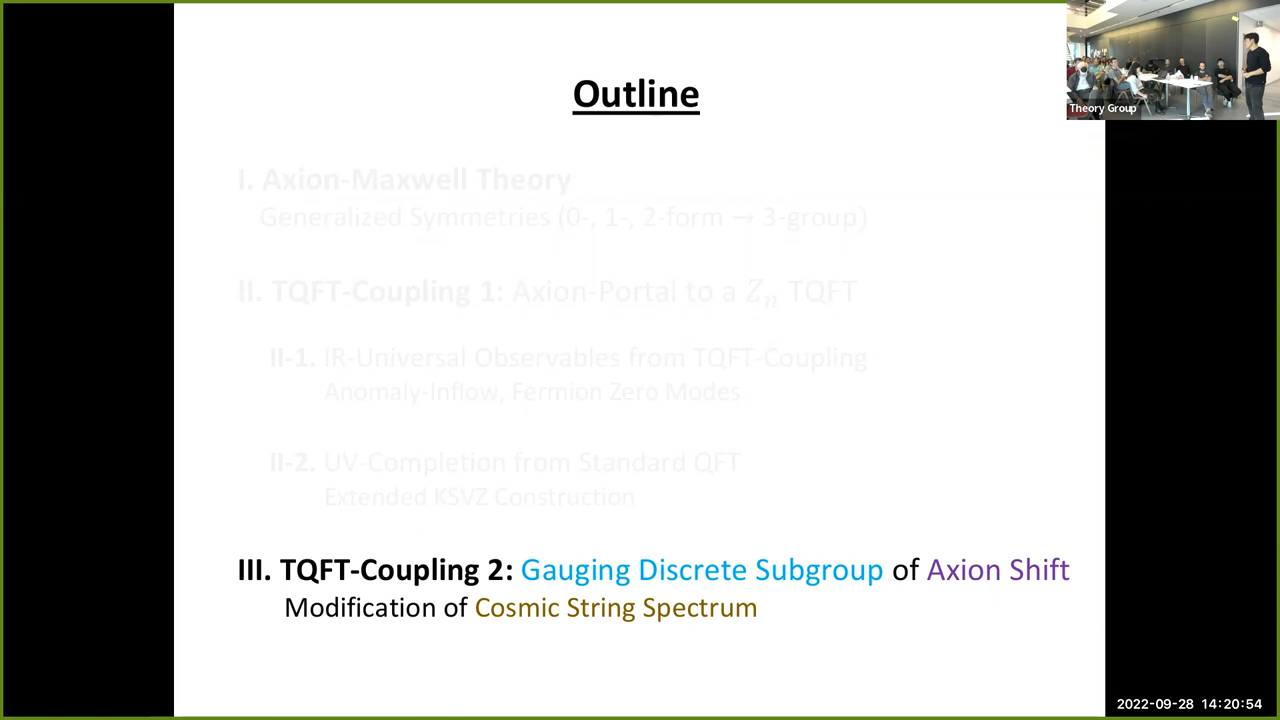 Outline
Theory Group
I. Axion-Maxwell Theory
Generalized Symmetries (0-, 1-, 2-form → 3-group)
II. TQFT-Coupling 1: Axion-Portal to a Zₙ TQFT
II-1. IR-Universal Observables from TQFT-Coupling
Anomaly-Inflow, Fermion Zero Modes
II-2. UV-Completion from Standard QFT
Extended KSVZ Construction
III. TQFT-Coupling 2: Gauging Discrete Subgroup of Axion Shift
Modification of Cosmic String Spectrum
2022-09-28 14:20:54